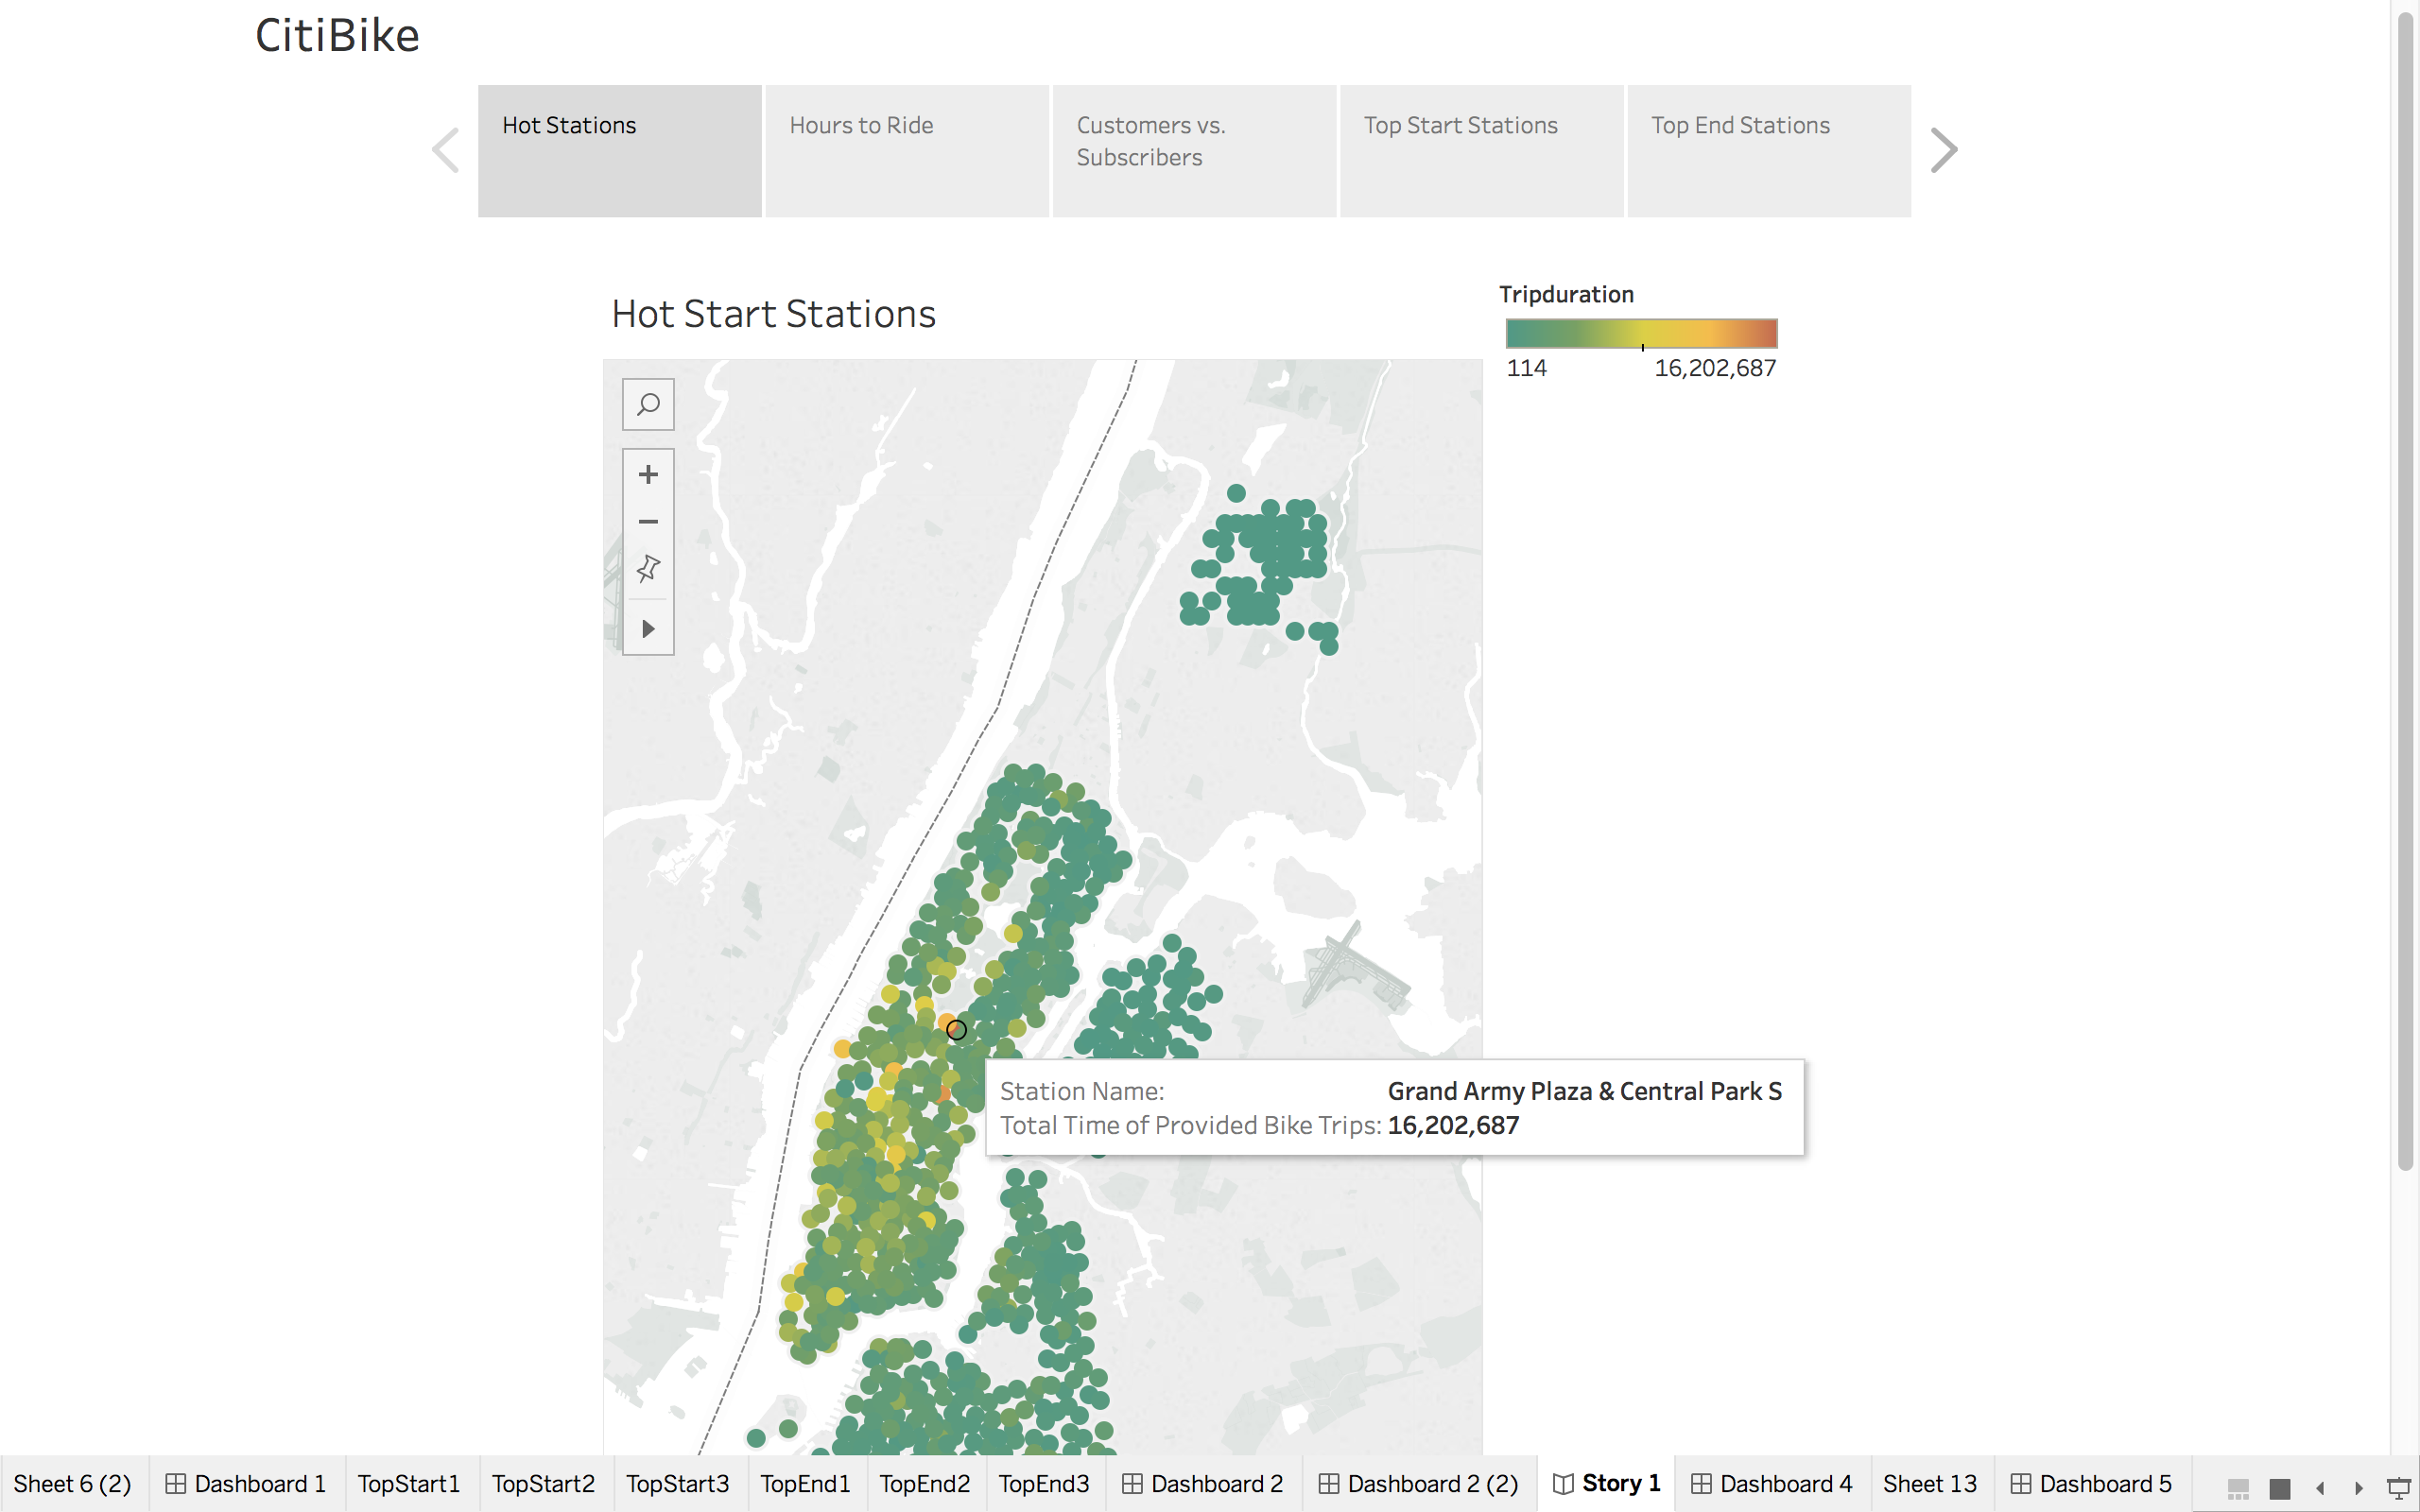 CitiBike
Hot Stations
Hours to Ride
Customers vs.
Subscribers
Top Start Stations
Top End Stations
Hot Start Stations
Tripduration
114
16,202,687
Station Name: Grand Army Plaza & Central Park S
Total Time of Provided Bike Trips: 16,202,687
Sheet 6 (2)
Dashboard 1
TopStart1
TopStart2
TopStart3
TopEnd1
TopEnd2
TopEnd3
Dashboard 2
Dashboard 2 (2)
Story 1
Dashboard 4
Sheet 13
Dashboard 5